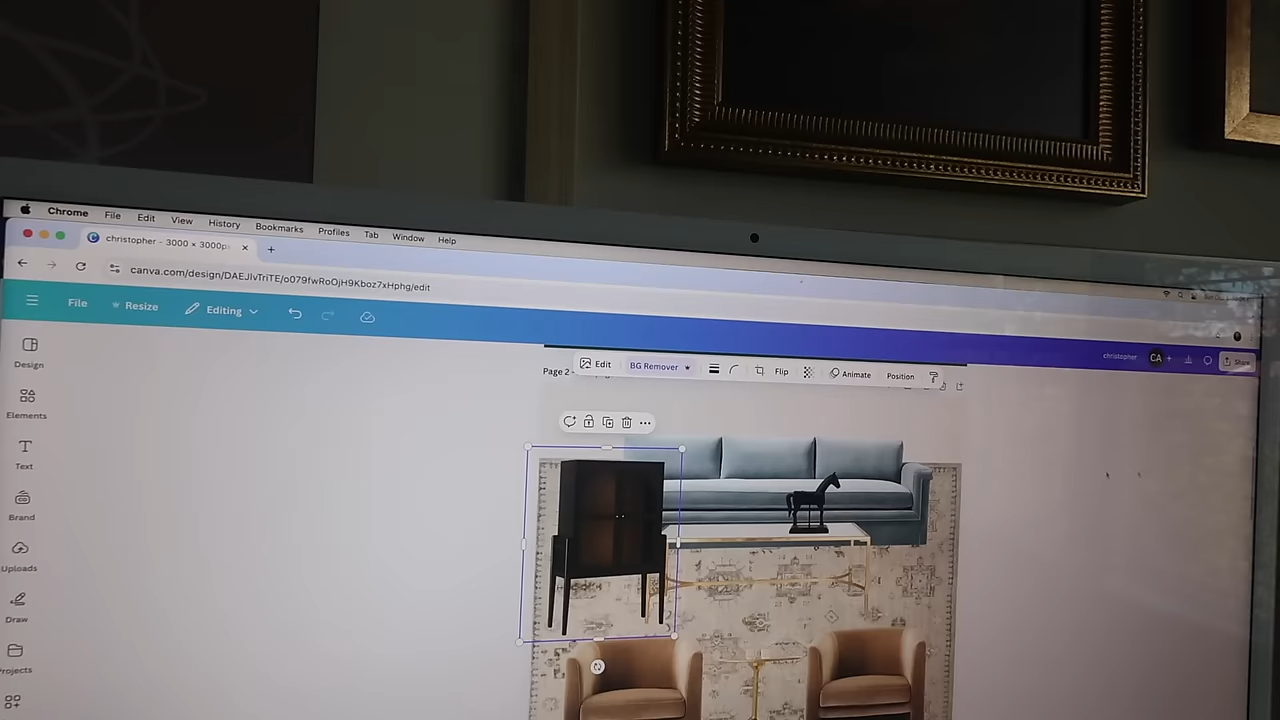 Chrome File Edit View History Bookmarks Profiles Tab Window Help
christopher - 3000 × 3000p
canva.com/design/DAEJlvTriTE/o079fwRoOjH9Kboz7xHphg/edit
File Resize Editing christopher CA + Share
Design
Edit BG Remover Flip Animate Position
Page 2 -
Elements
Text
Brand
Uploads
Draw
Projects